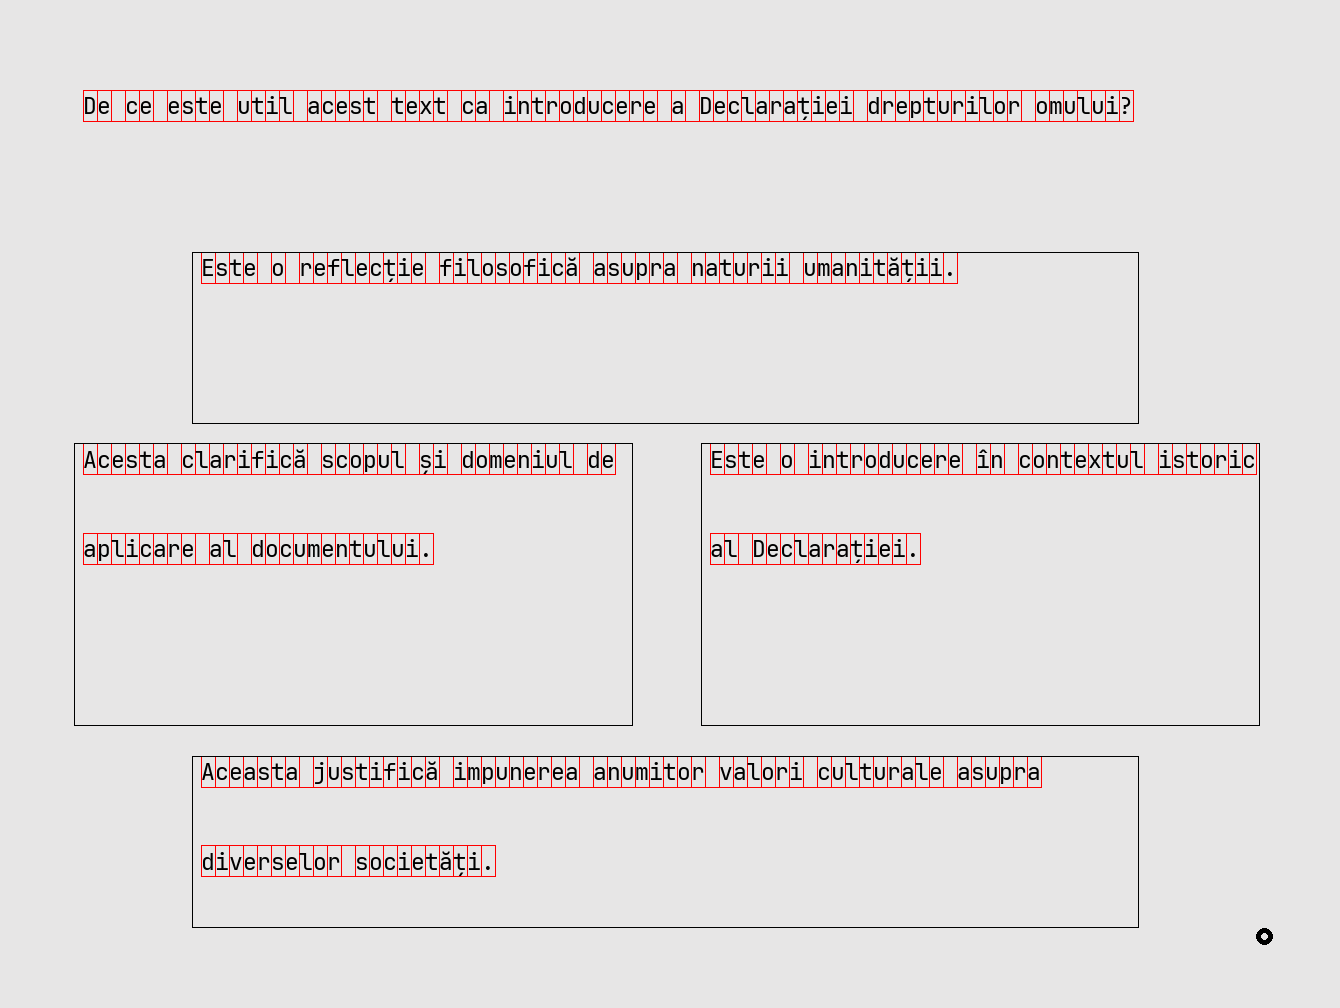 De ce este util acest text ca introducere a Declarației drepturilor omului?
Este o reflecție filosofică asupra naturii umanității.
Acesta clarifică scopul și domeniul de
aplicare al documentului.
Este o introducere în contextul istoric
al Declarației.
Aceasta justifică impunerea anumitor valori culturale asupra
diverselor societăți.